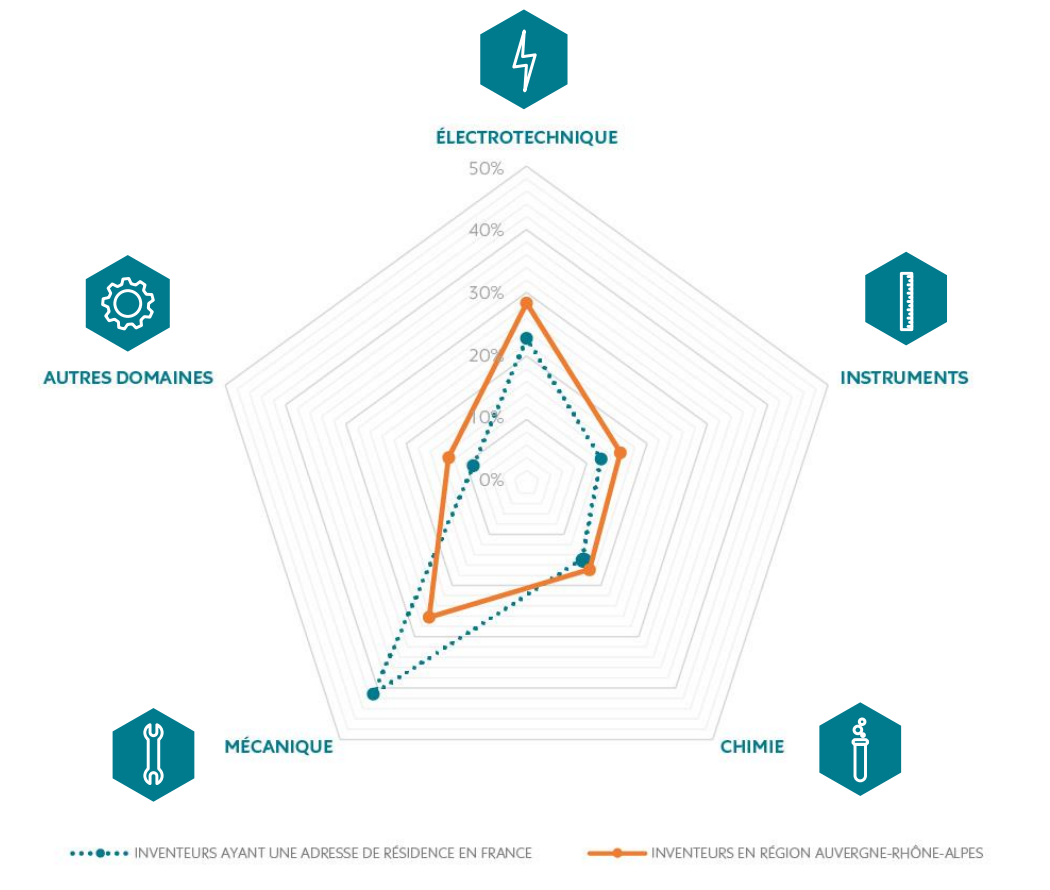 ÉLECTROTECHNIQUE
50%
40%
30%
20%
10%
0%
AUTRES DOMAINES
INSTRUMENTS
MÉCANIQUE
CHIMIE
INVENTEURS AYANT UNE ADRESSE DE RÉSIDENCE EN FRANCE
INVENTEURS EN RÉGION AUVERGNE-RHÔNE-ALPES